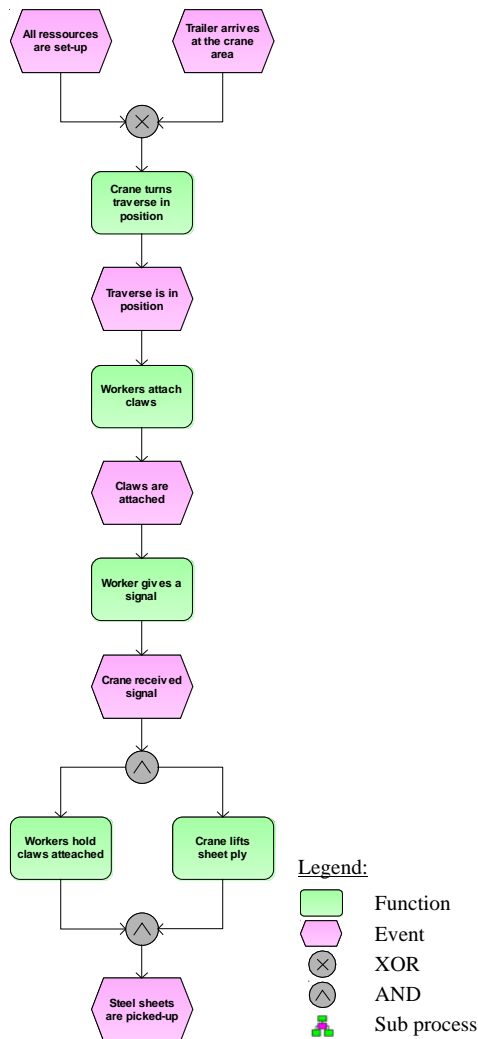 All ressources
are set-up
Trailer arrives
at the crane
area
Crane turns
traverse in
position
Traverse is in
position
Workers attach
claws
Claws are
attached
Worker gives a
signal
Crane received
signal
Workers hold
claws atteached
Crane lifts
sheet ply
Steel sheets
are picked-up
Legend:
Function
Event
XOR
AND
Sub process